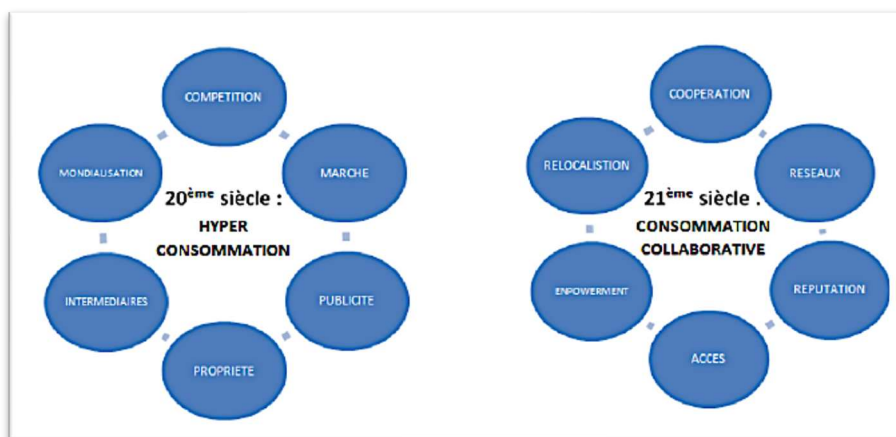 COMPETITION
MARCHE
PUBLICITE
PROPRIETE
INTERMEDIAIRES
MONDIALISATION
20ème siècle :
HYPER
CONSOMMATION
COOPERATION
RESEAUX
REPUTATION
ACCES
ENPOWERMENT
RELOCALISTION
21ème siècle :
CONSOMMATION
COLLABORATIVE